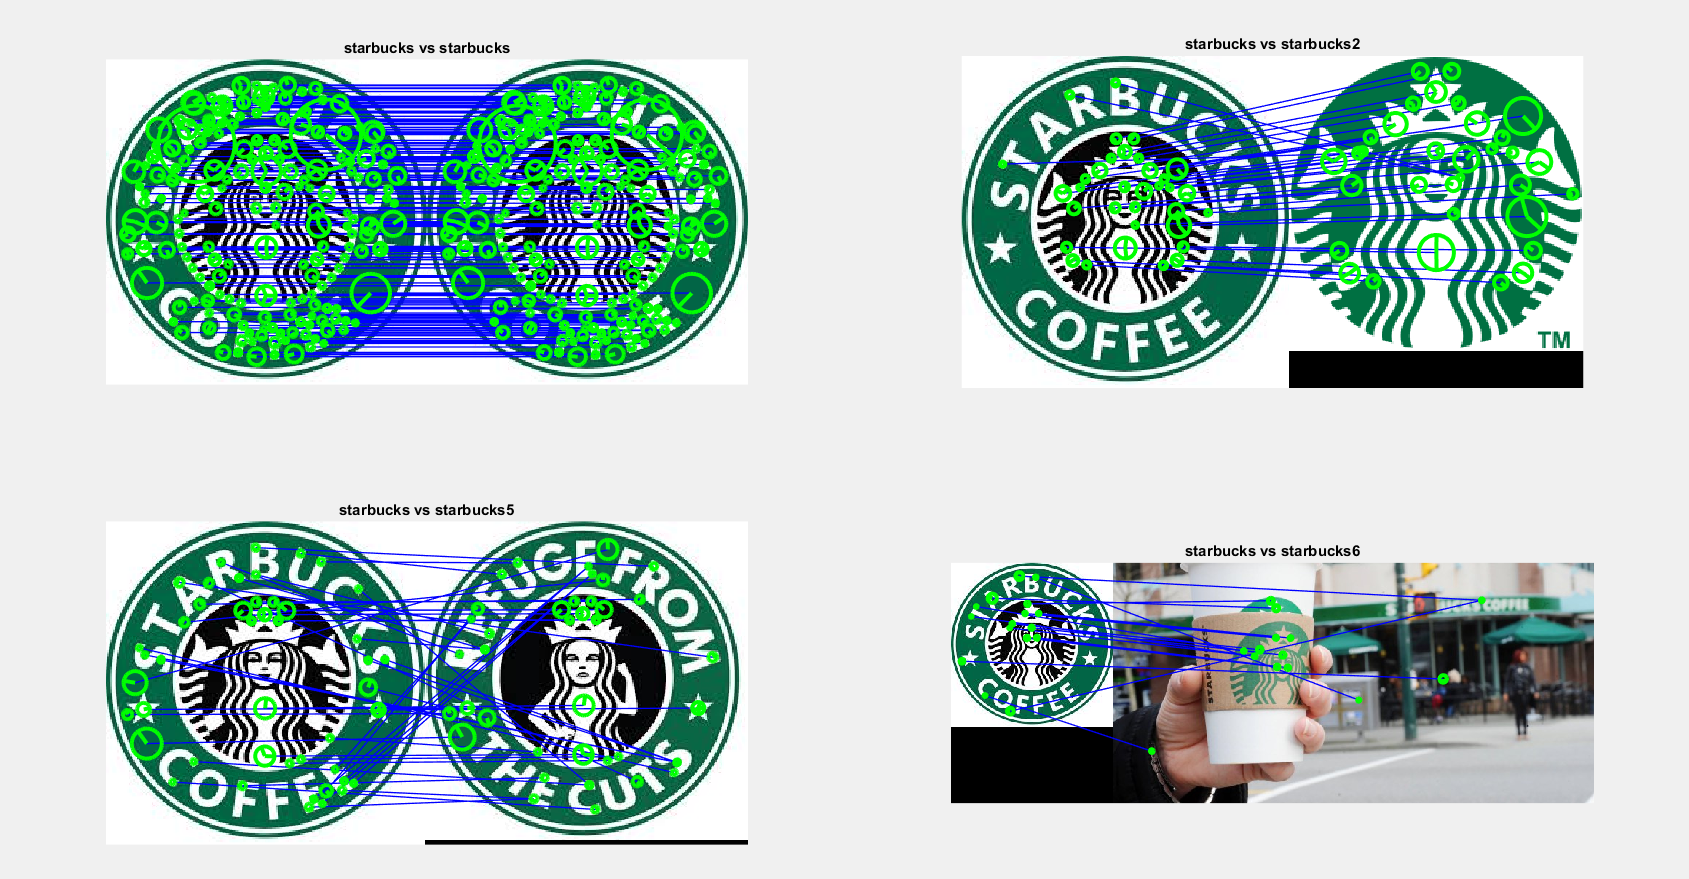 starbucks vs starbucks
starbucks vs starbucks2
STARBUCKS
COFFEE
TM
starbucks vs starbucks5
STARBUCKS
COFFEE
FROM
THE CUTS
starbucks vs starbucks6
STARBUCKS
COFFEE
COFFEE